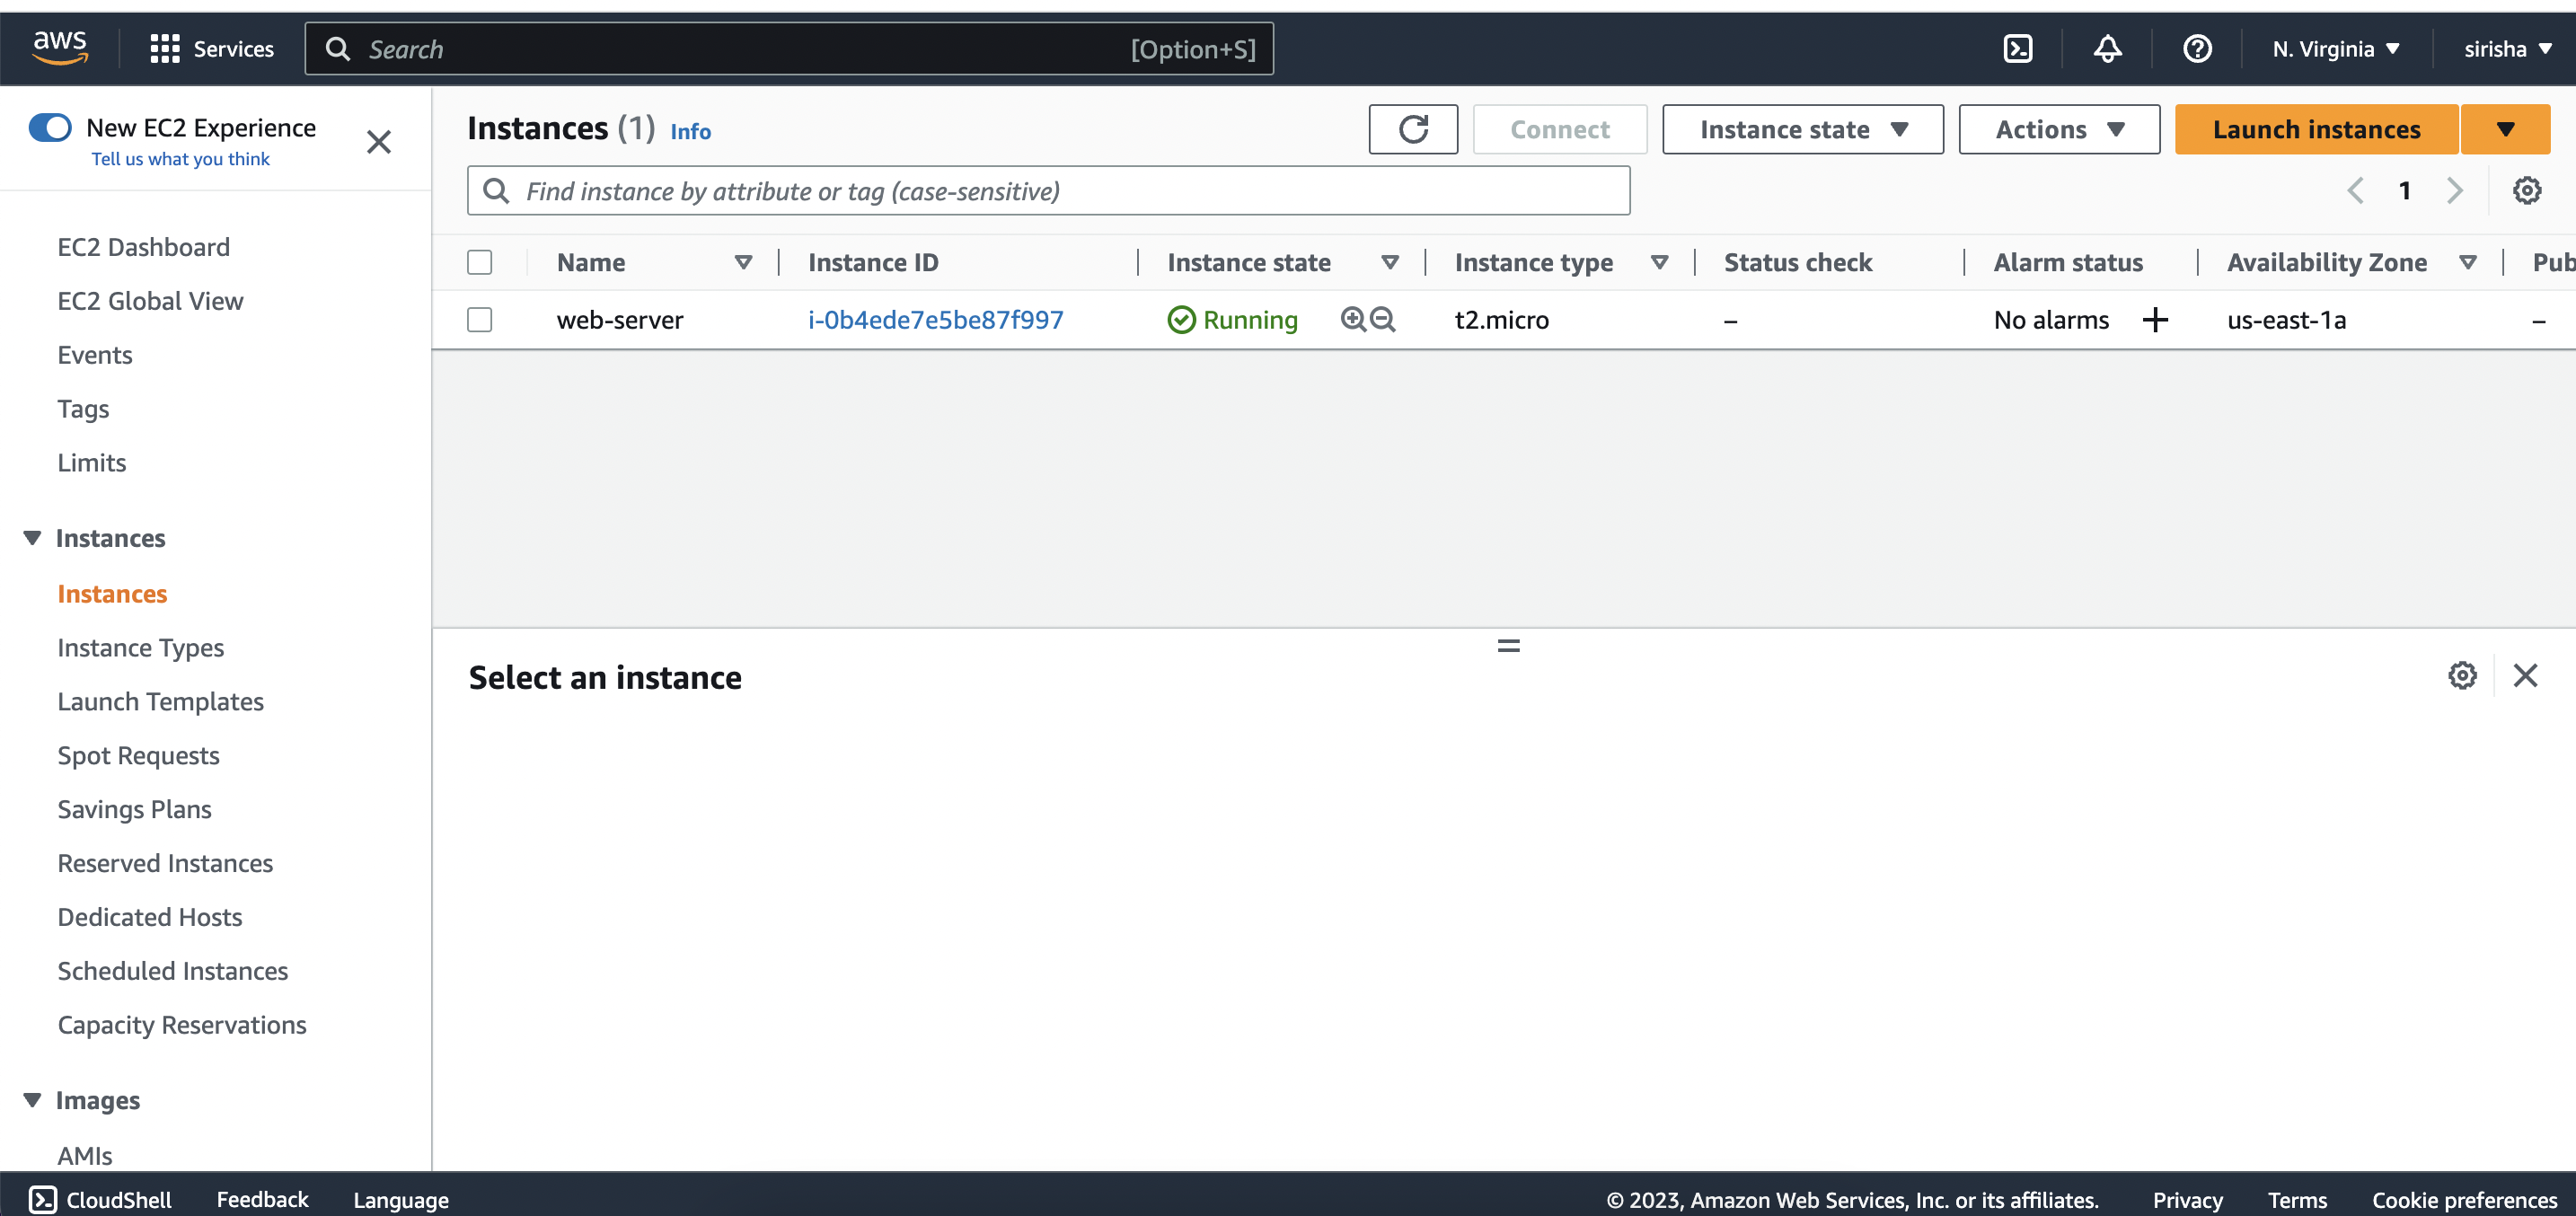 aws
Services
Search
[Option+S]
N. Virginia
sirisha
New EC2 Experience
Tell us what you think
EC2 Dashboard
EC2 Global View
Events
Tags
Limits
Instances
Instances
Instance Types
Launch Templates
Spot Requests
Savings Plans
Reserved Instances
Dedicated Hosts
Scheduled Instances
Capacity Reservations
Images
AMIs
Instances (1) Info
Connect
Instance state
Actions
Launch instances
Find instance by attribute or tag (case-sensitive)
1
Name Instance ID Instance state Instance type Status check Alarm status Availability Zone Pub
web-server i-0b4ede7e5be87f997 Running t2.micro – No alarms + us-east-1a –
Select an instance
CloudShell Feedback Language
© 2023, Amazon Web Services, Inc. or its affiliates. Privacy Terms Cookie preferences